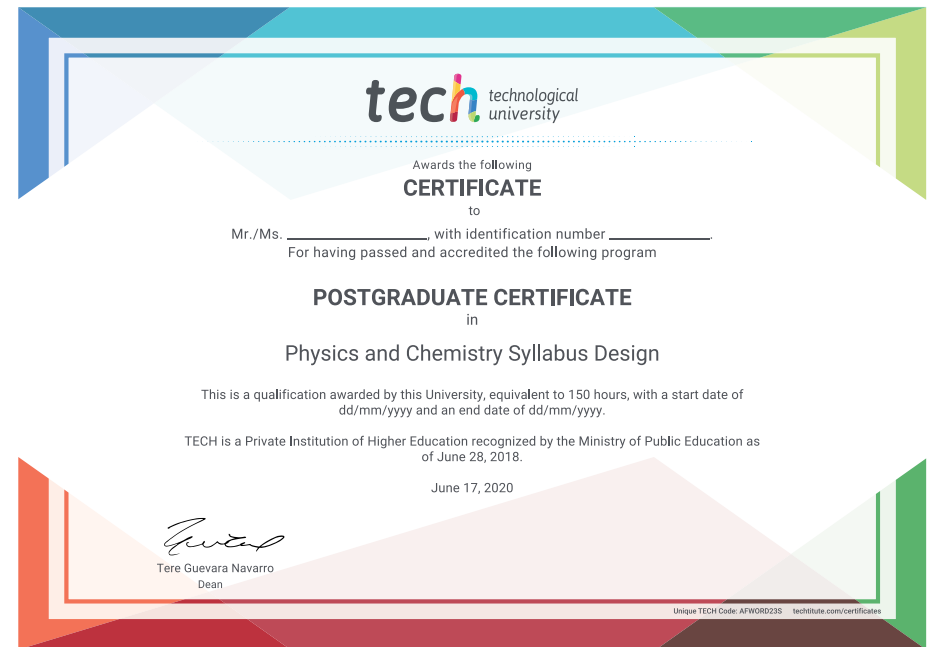 tech technological
university
Awards the following
CERTIFICATE
to
Mr./Ms. ____________________, with identification number ______________.
For having passed and accredited the following program
POSTGRADUATE CERTIFICATE
in
Physics and Chemistry Syllabus Design
This is a qualification awarded by this University, equivalent to 150 hours, with a start date of
dd/mm/yyyy and an end date of dd/mm/yyyy.
TECH is a Private Institution of Higher Education recognized by the Ministry of Public Education as
of June 28, 2018.
June 17, 2020
Tere Guevara Navarro
Dean
Unique TECH Code: AFWORD23S techtitute.com/certificates